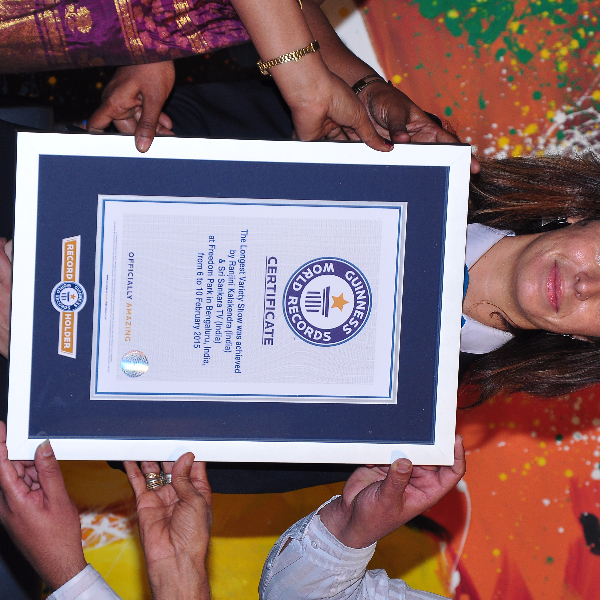 GUINNESS
WORLD RECORDS
CERTIFICATE
The Longest Variety Show was achieved
by Ranjini Kalakendra (India)
& Sri Sankara TV (India)
at Freedom Park in Bengaluru, India,
from 6 to 10 February 2015
OFFICIALLY AMAZING
RECORD HOLDER